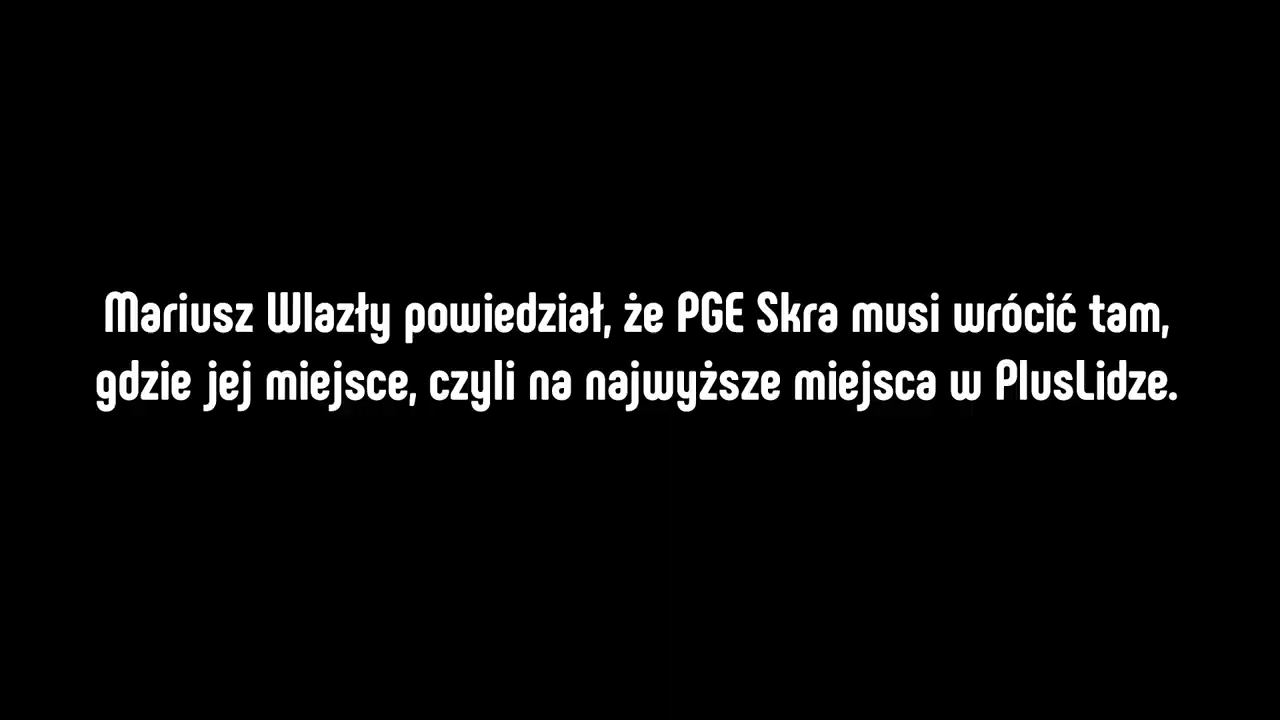 Mariusz Wlazły powiedział, że PGE Skra musi wrócić tam,
gdzie jej miejsce, czyli na najwyższe miejsca w PlusLidze.